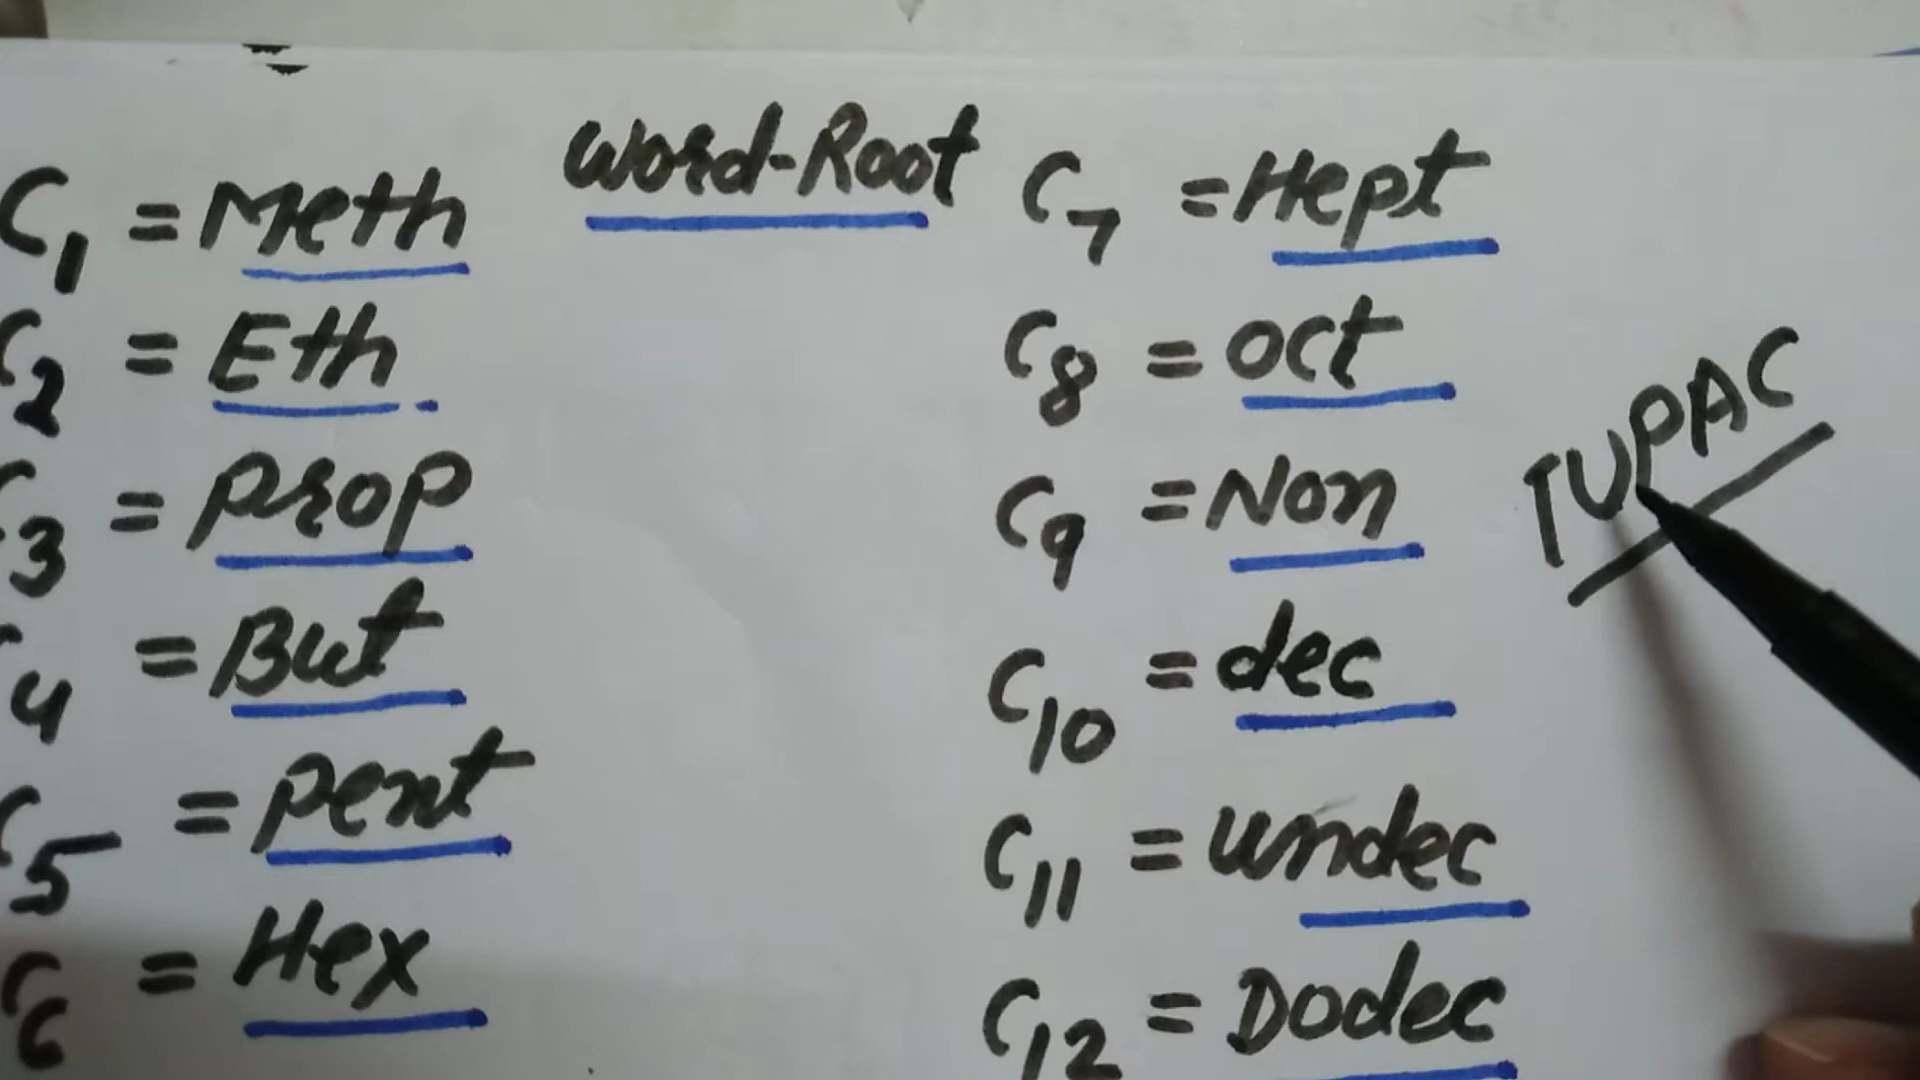 Word-Root
C1 = Meth
C2 = Eth
C3 = Prop
C4 = But
C5 = Pent
C6 = Hex
C7 = Hept
C8 = oct
C9 = Non
C10 = dec
C11 = undec
C12 = Dodec
IUPAC